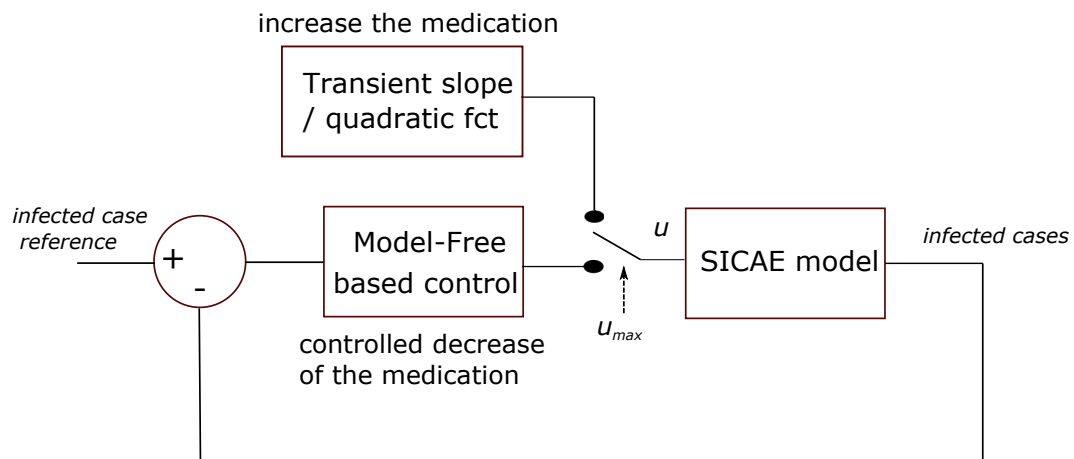 increase the medication
Transient slope
/ quadratic fct
infected case
reference
+
-
Model-Free
based control
controlled decrease
of the medication
u
umax
SICAE model
infected cases